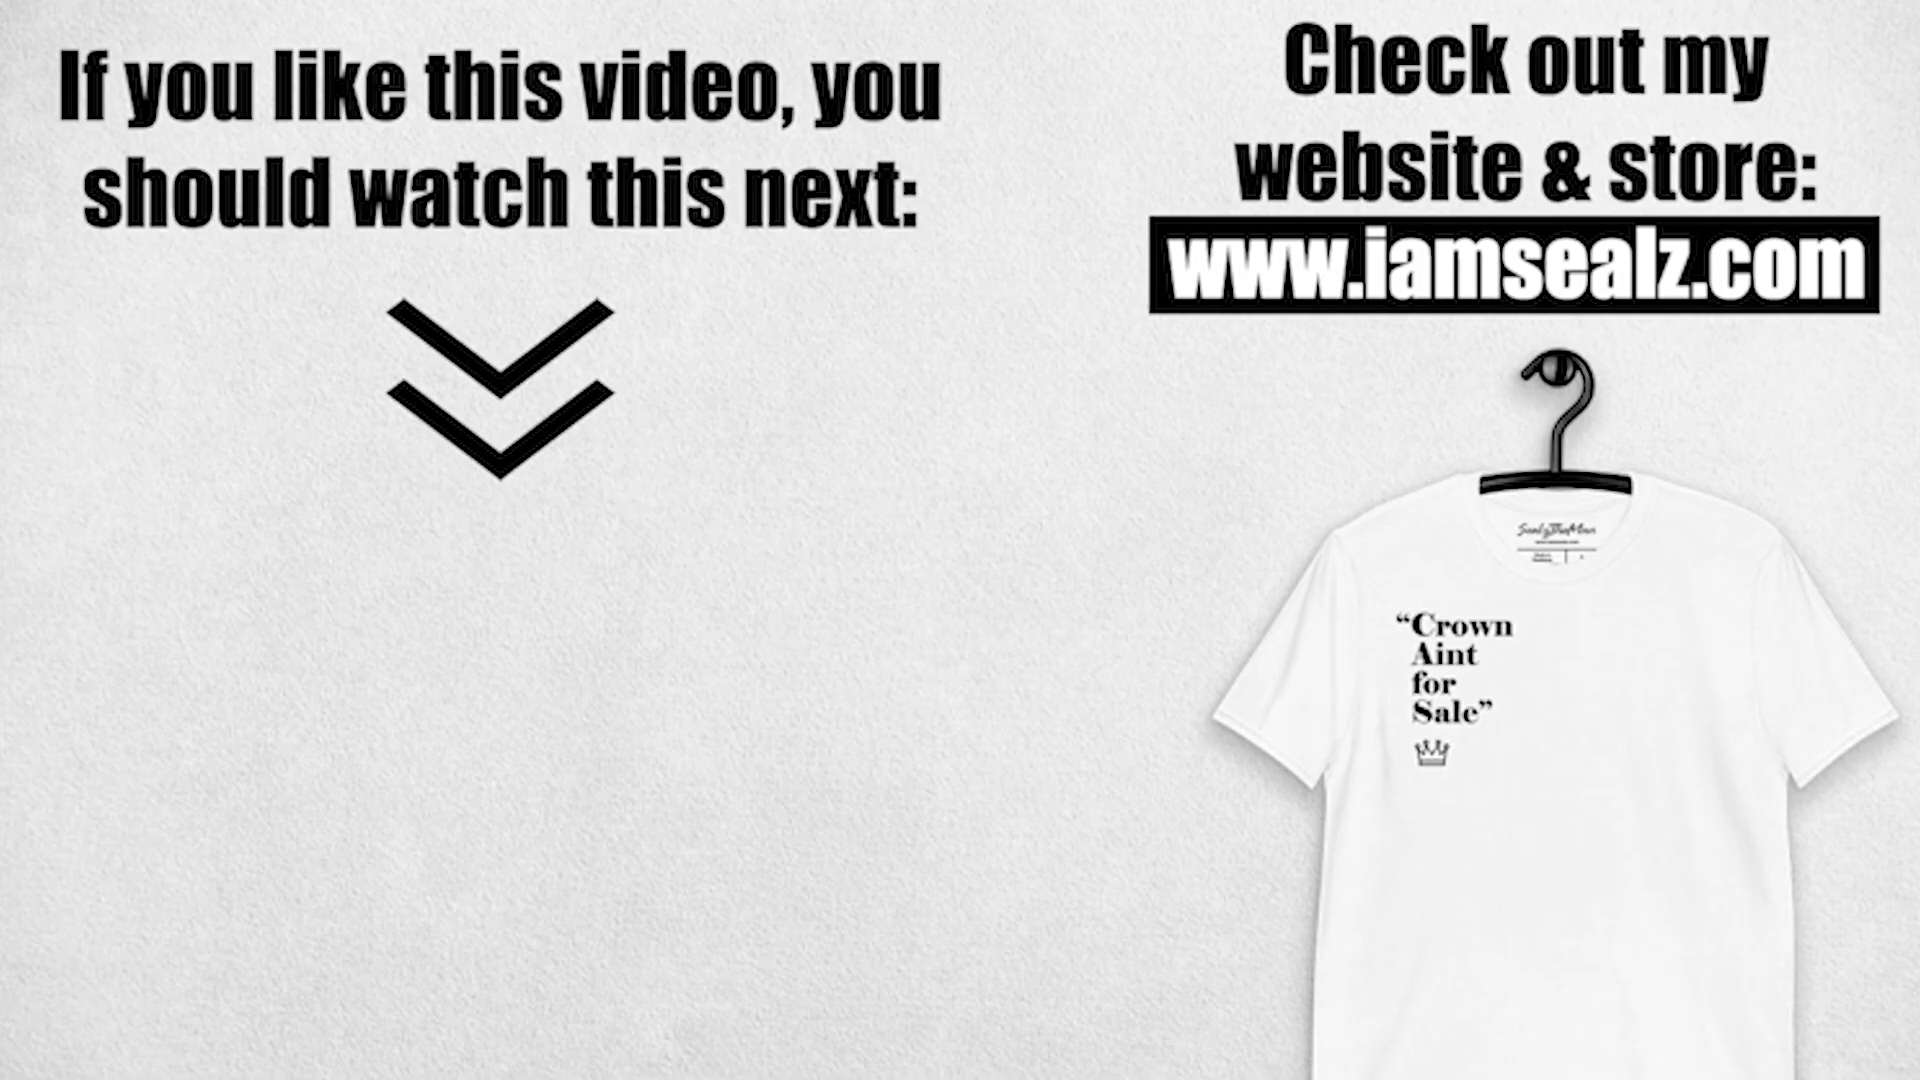 If you like this video, you
should watch this next:
Check out my
website & store:
www.iamsealz.com
“Crown
Aint
for
Sale”